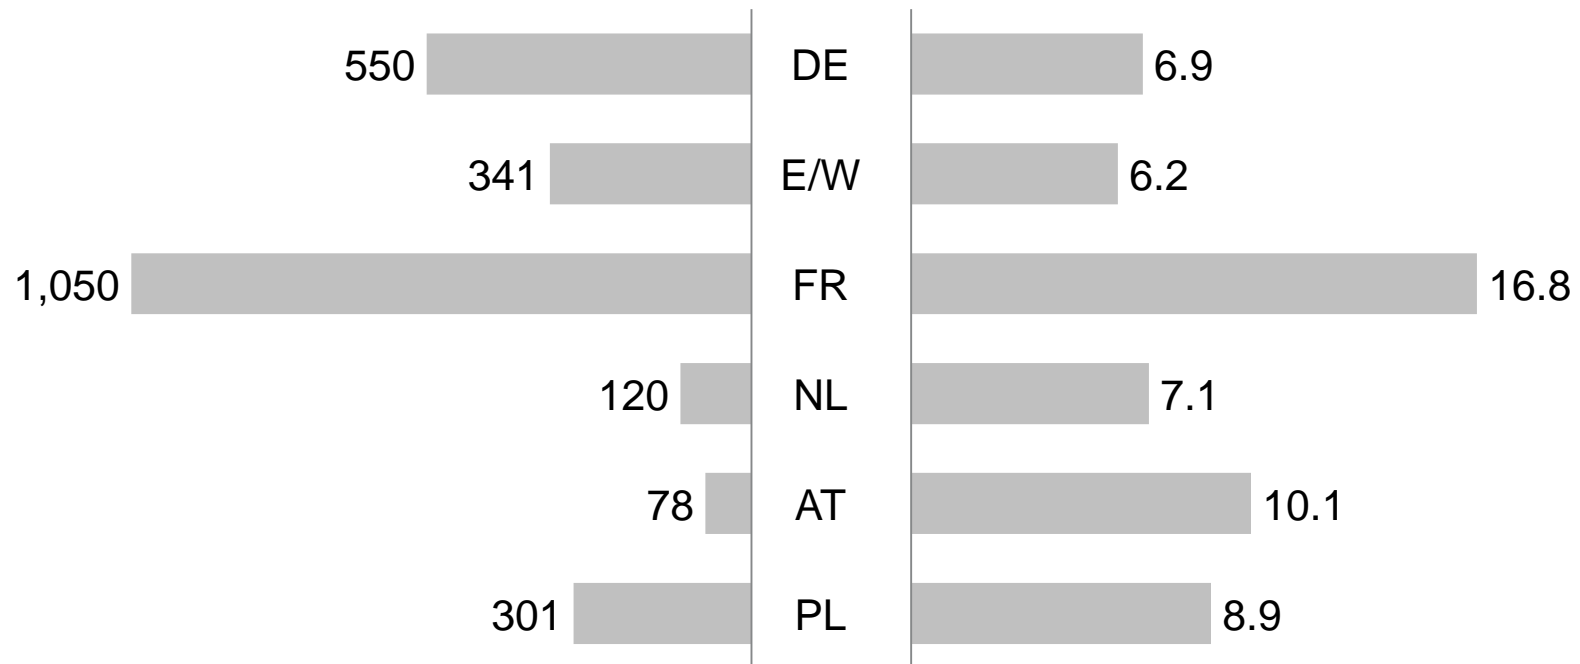 550 DE 6.9
341 E/W 6.2
1,050 FR 16.8
120 NL 7.1
78 AT 10.1
301 PL 8.9